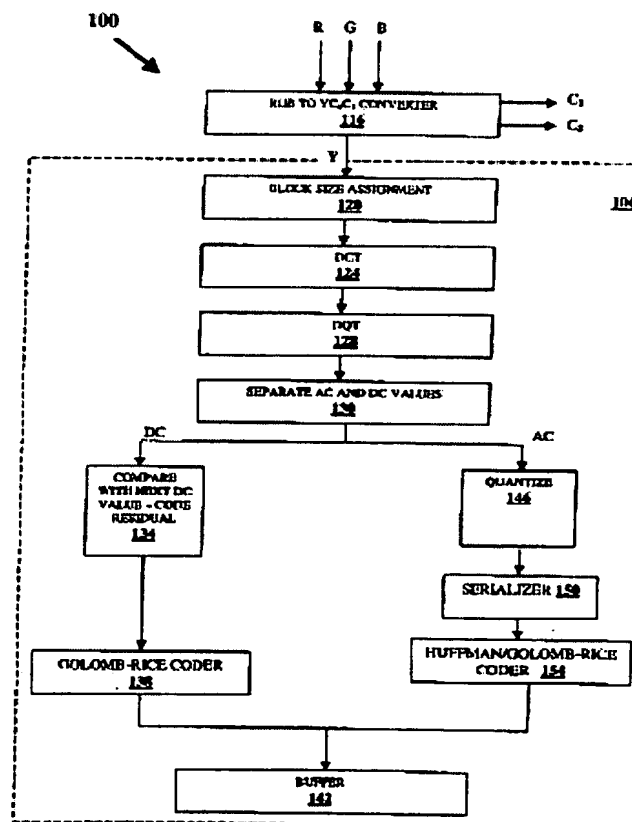 100
R G B
RGB TO YC₁C₂ CONVERTER
116
C₁
C₂
Y
BLOCK SIZE ASSIGNMENT
120
104
DCT
124
DQT
128
SEPARATE AC AND DC VALUES
130
DC
AC
COMPARE
WITH NEXT DC
VALUE - CODE
RESIDUAL
134
QUANTIZE
146
SERIALIZER 150
GOLOMB-RICE CODER
138
HUFFMAN/GOLOMB-RICE
CODER 154
BUFFER
142